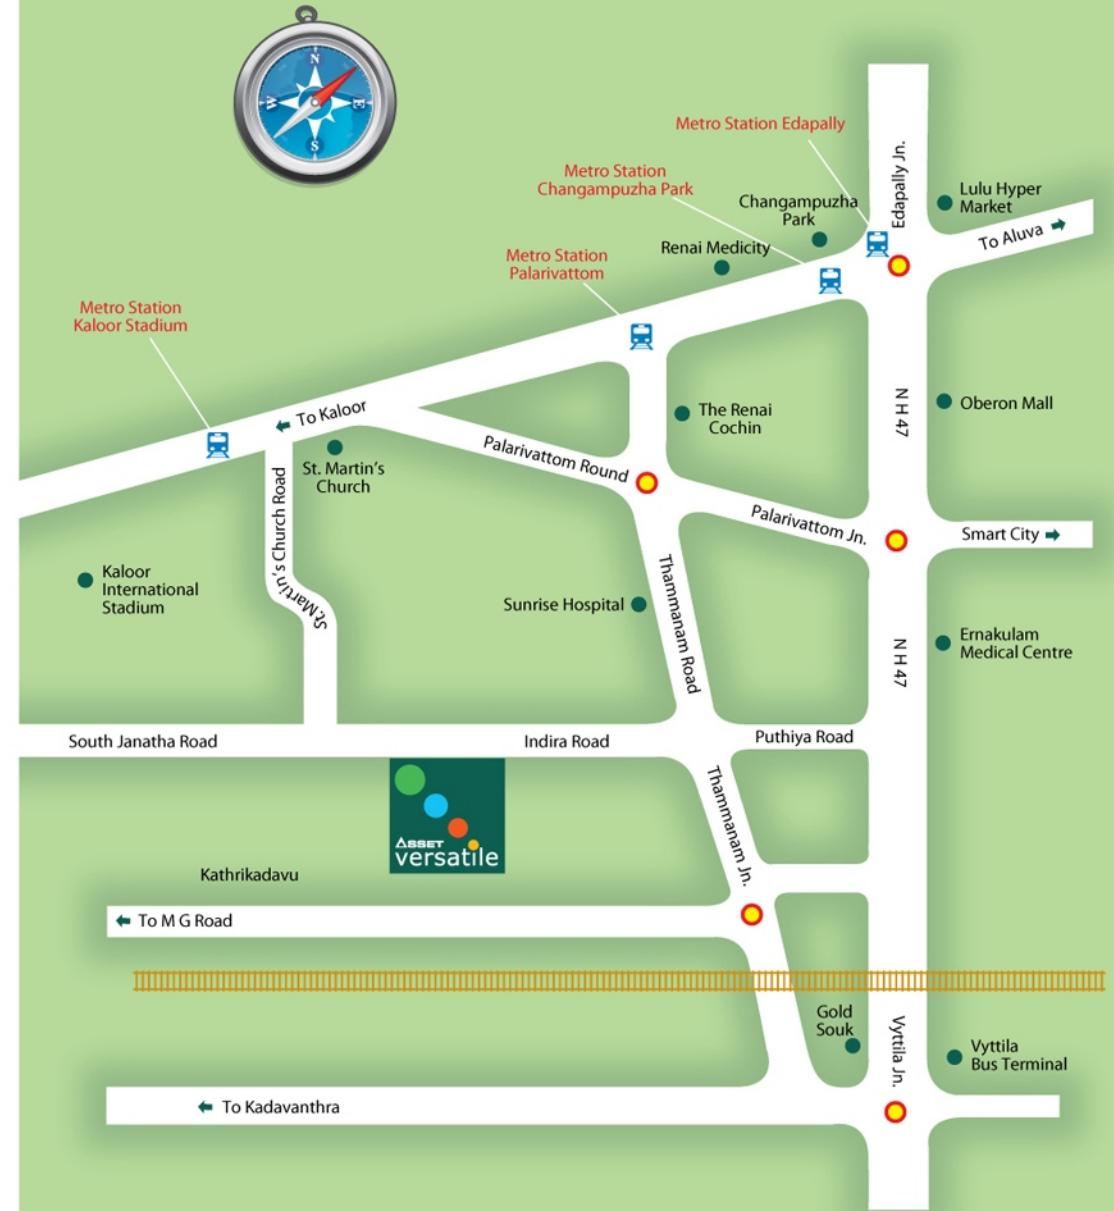 N
W
E
S
Metro Station Edapally
Metro Station
Changampuzha Park
Changampuzha
Park
Edapally Jn.
Lulu Hyper
Market
To Aluva
Renai Medicity
Metro Station
Palarivattom
Metro Station
Kaloor Stadium
To Kaloor
N H 47
Oberon Mall
The Renai
Cochin
Palarivattom Round
St. Martin's
Church
St. Martin,s Church Road
Palarivattom Jn.
Smart City
Kaloor
International
Stadium
Sunrise Hospital
Thammanam Road
N H 47
Ernakulam
Medical Centre
South Janatha Road
Indira Road
Puthiya Road
Thammanam Jn.
ASSET
versatile
Kathrikadavu
To M G Road
Gold
Souk
Vyttila Jn.
Vyttila
Bus Terminal
To Kadavanthra